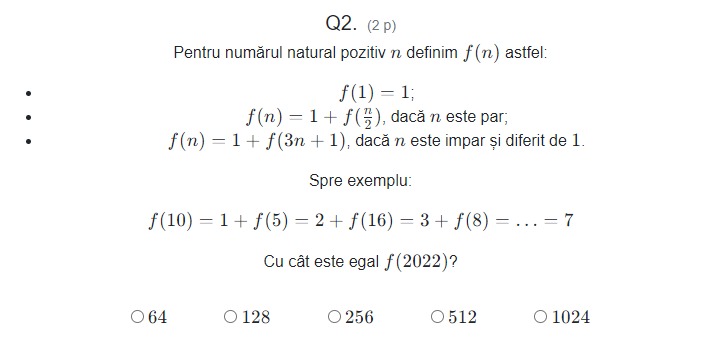 Q2. (2 p)
Pentru numărul natural pozitiv n definim f(n) astfel:
• f(1) = 1;
• f(n) = 1 + f(n/2), dacă n este par;
• f(n) = 1 + f(3n + 1), dacă n este impar și diferit de 1.
Spre exemplu:
f(10) = 1 + f(5) = 2 + f(16) = 3 + f(8) = ... = 7
Cu cât este egal f(2022)?
64 128 256 512 1024